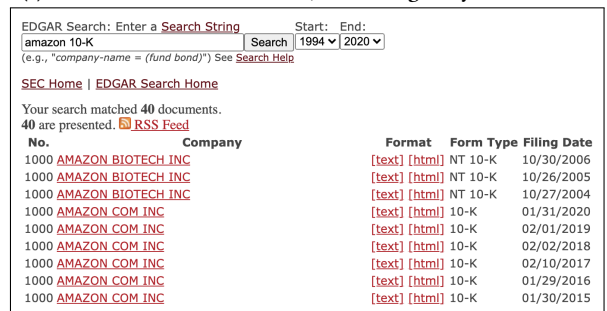 EDGAR Search: Enter a Search String Start: End:
amazon 10-K Search 1994 2020
(e.g., "company-name = (fund bond)") See Search Help
SEC Home | EDGAR Search Home
Your search matched 40 documents.
40 are presented. RSS Feed
No. Company Format Form Type Filing Date
1000 AMAZON BIOTECH INC [text] [html] NT 10-K 10/30/2006
1000 AMAZON BIOTECH INC [text] [html] NT 10-K 10/26/2005
1000 AMAZON BIOTECH INC [text] [html] NT 10-K 10/27/2004
1000 AMAZON COM INC [text] [html] 10-K 01/31/2020
1000 AMAZON COM INC [text] [html] 10-K 02/01/2019
1000 AMAZON COM INC [text] [html] 10-K 02/02/2018
1000 AMAZON COM INC [text] [html] 10-K 02/10/2017
1000 AMAZON COM INC [text] [html] 10-K 01/29/2016
1000 AMAZON COM INC [text] [html] 10-K 01/30/2015